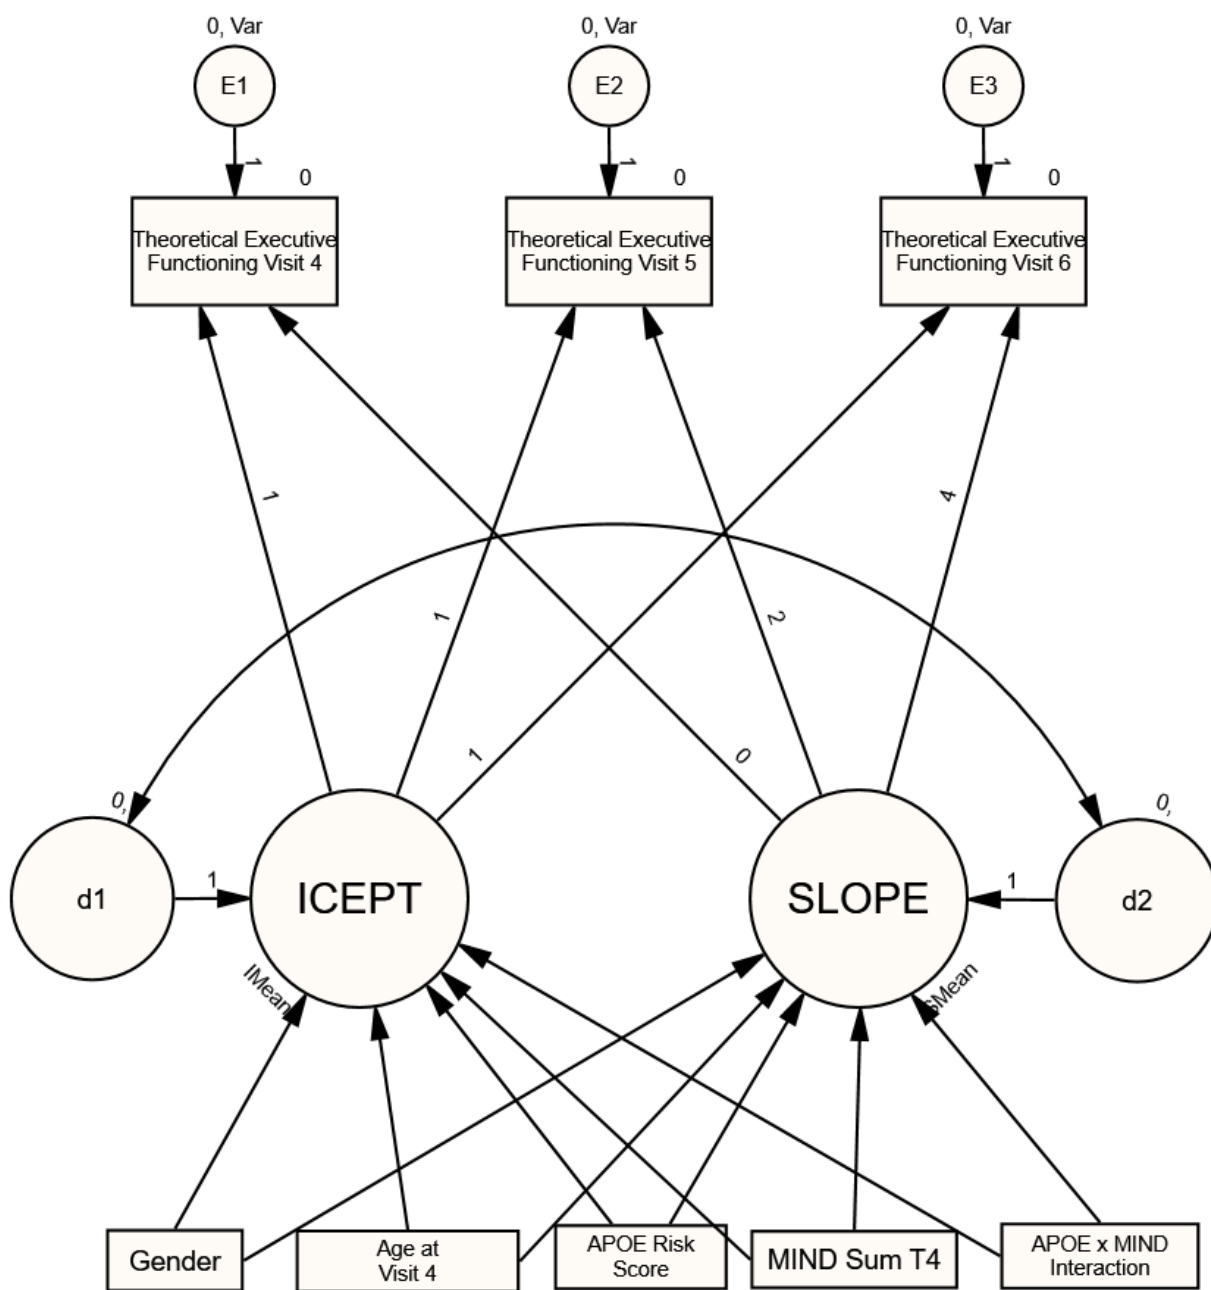 0, Var
0, Var
0, Var
E1
E2
E3
1
1
1
0
0
0
Theoretical Executive
Functioning Visit 4
Theoretical Executive
Functioning Visit 5
Theoretical Executive
Functioning Visit 6
1
4
1
2
1
0
0,
0,
d1
1
ICEPT
SLOPE
1
d2
IMean
SMean
Gender
Age at
Visit 4
APOE Risk
Score
MIND Sum T4
APOE x MIND
Interaction